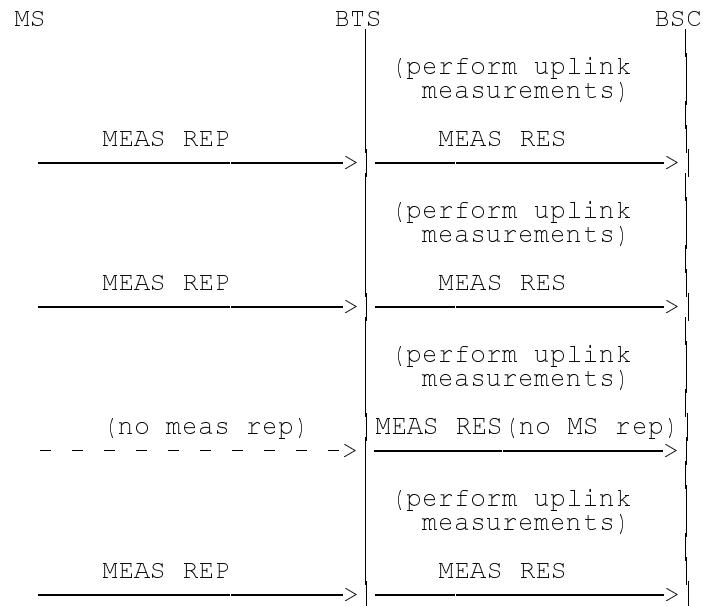 MS BTS BSC
(perform uplink
measurements)
MEAS REP MEAS RES
(perform uplink
measurements)
MEAS REP MEAS RES
(perform uplink
measurements)
(no meas rep) MEAS RES(no MS rep)
(perform uplink
measurements)
MEAS REP MEAS RES